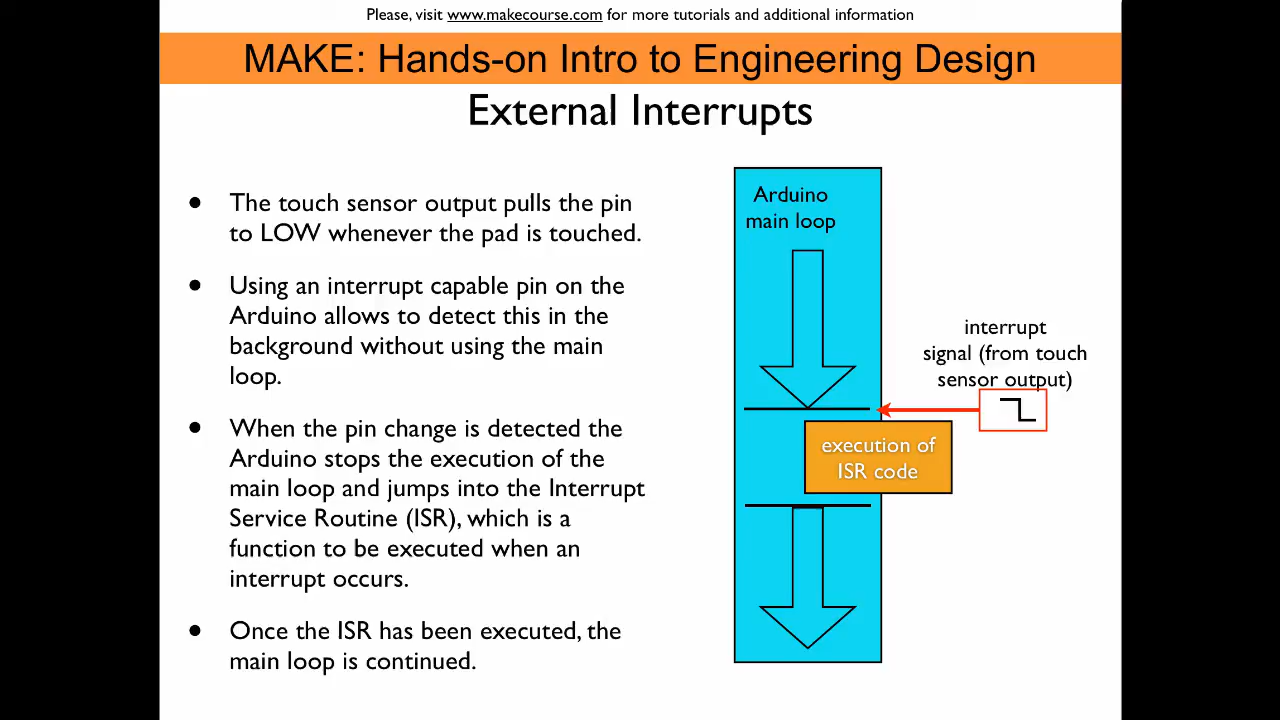 Please, visit www.makecourse.com for more tutorials and additional information
MAKE: Hands-on Intro to Engineering Design
External Interrupts
● The touch sensor output pulls the pin
to LOW whenever the pad is touched.
● Using an interrupt capable pin on the
Arduino allows to detect this in the
background without using the main
loop.
● When the pin change is detected the
Arduino stops the execution of the
main loop and jumps into the Interrupt
Service Routine (ISR), which is a
function to be executed when an
interrupt occurs.
● Once the ISR has been executed, the
main loop is continued.
Arduino
main loop
interrupt
signal (from touch
sensor output)
execution of
ISR code